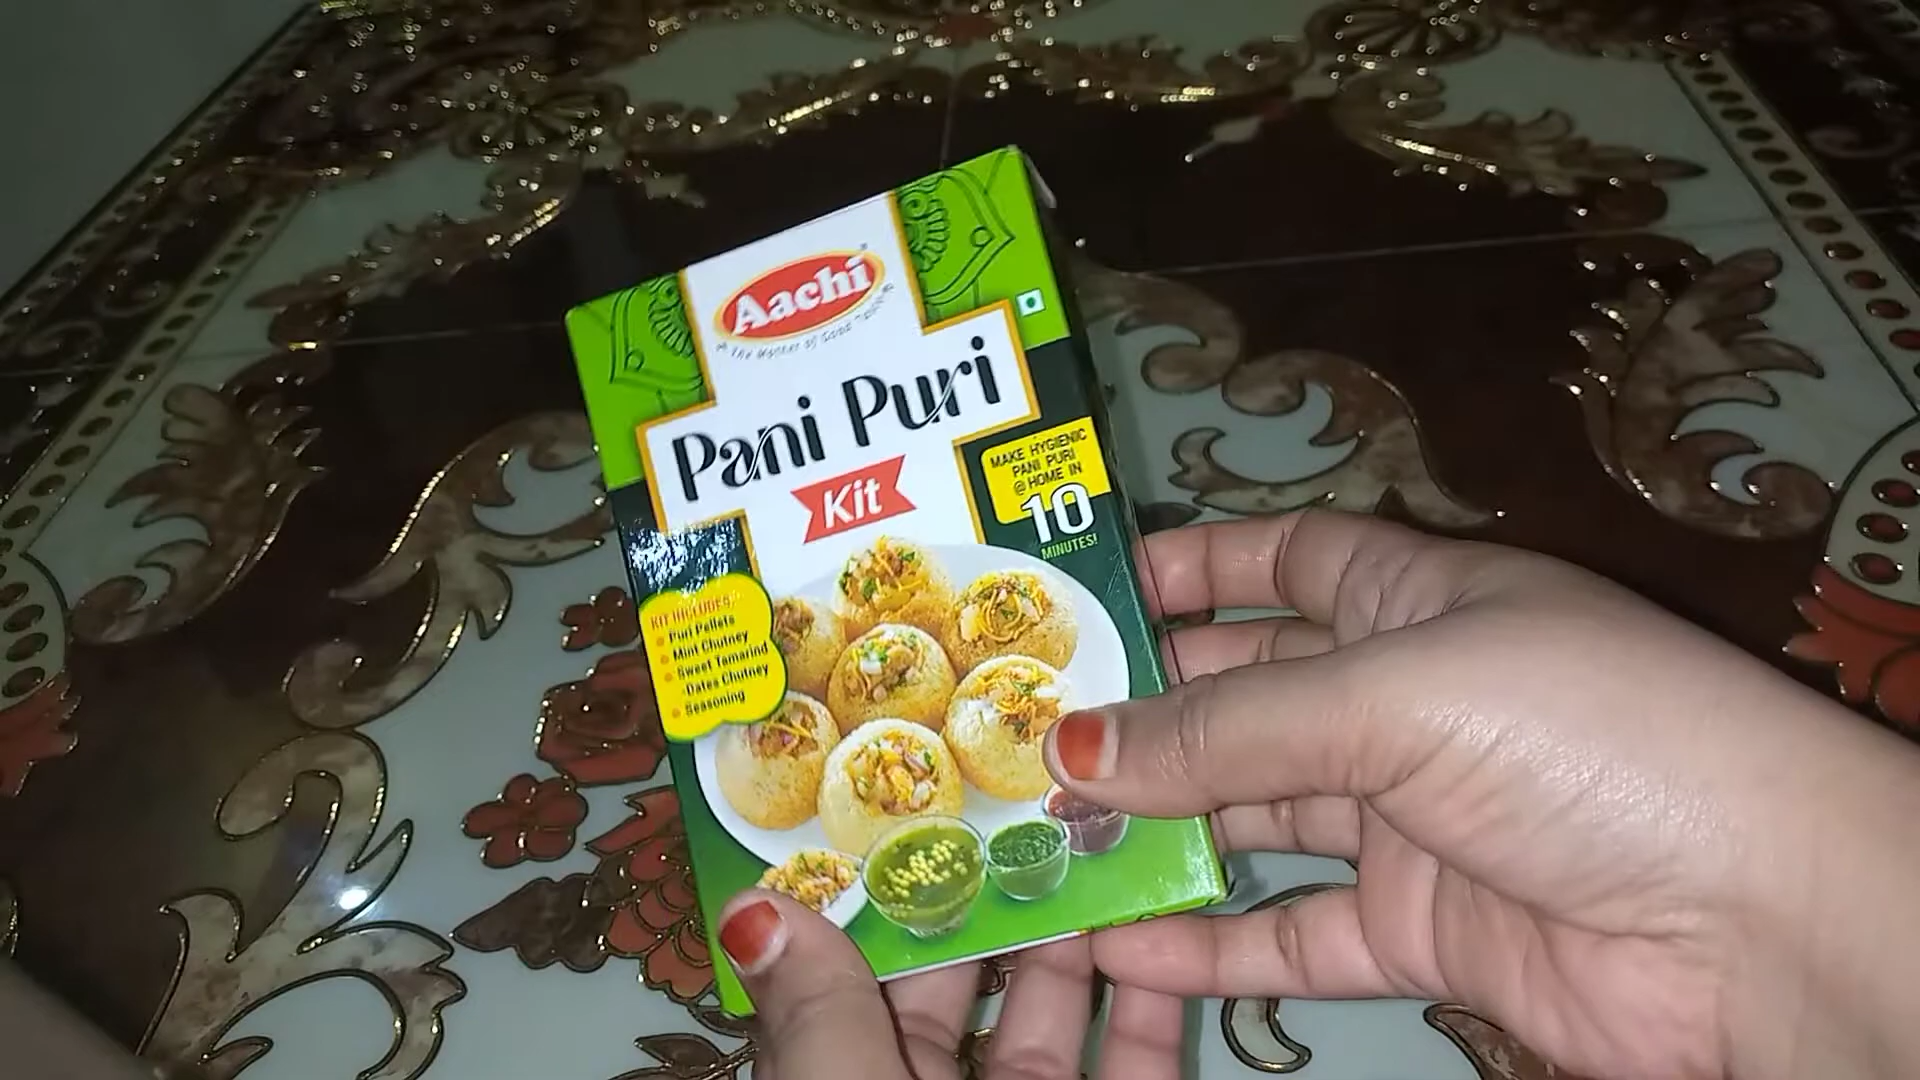 Aachi
Pani Puri
Kit
MAKE HYGIENIC
PANI PURI
@ HOME IN
10
MINUTES!
KIT INCLUDES:
Puri Pellets
Mint Chutney
Sweet Tamarind
-Dates Chutney
Seasoning